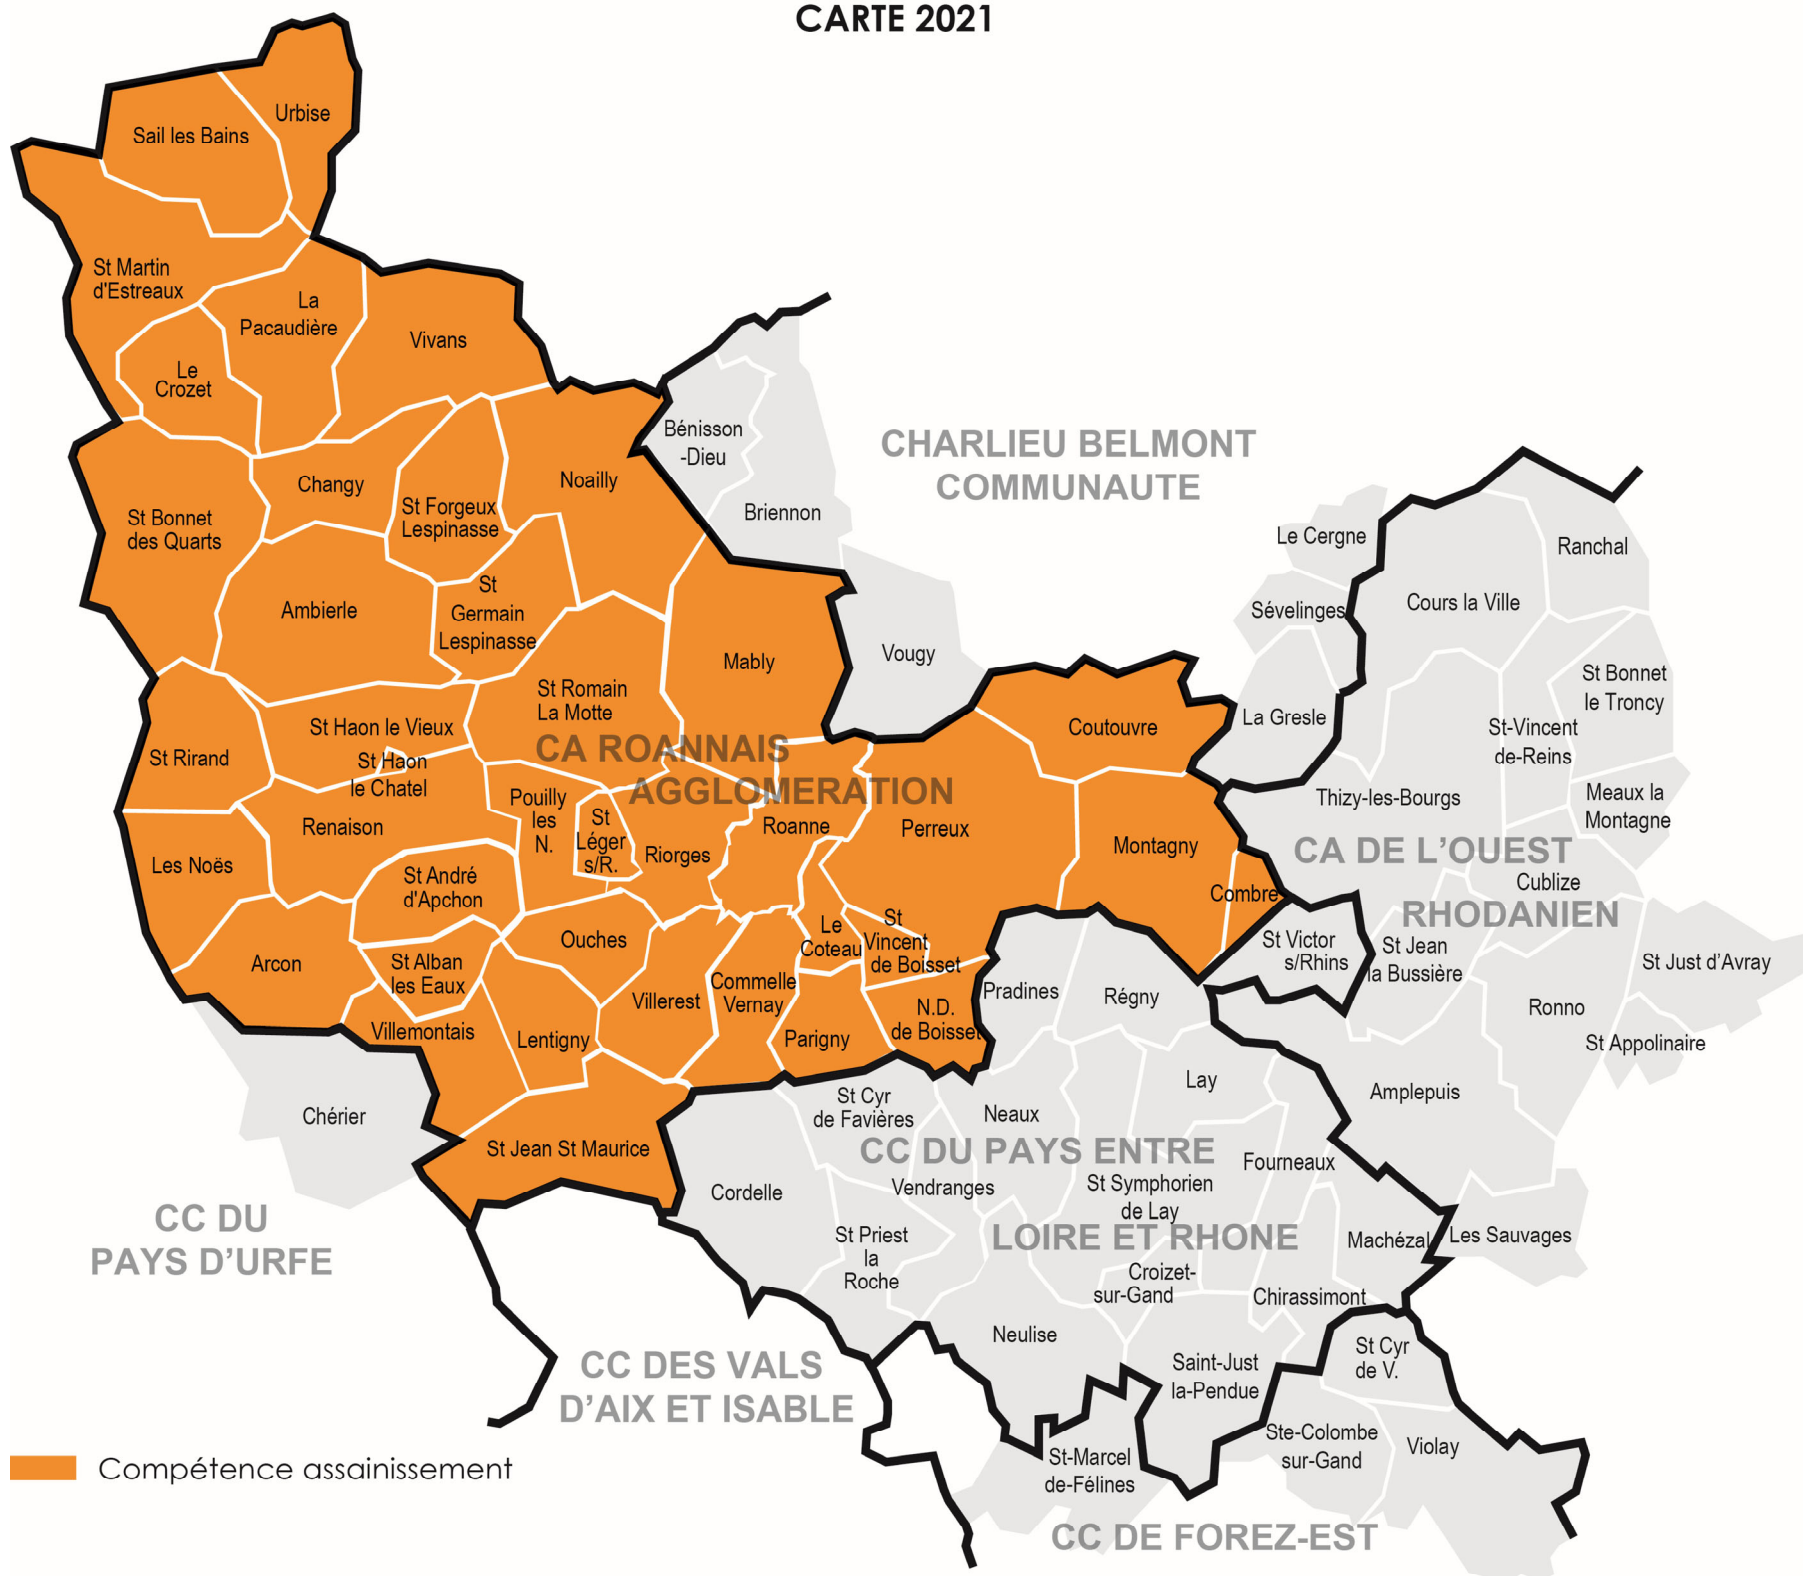 CARTE 2021
Urbise
Sail les Bains
St Martin
d'Estreaux
La
Pacaudière
Vivans
Le
Crozet
Bénisson
-Dieu
CHARLIEU BELMONT
COMMUNAUTE
Changy
Noailly
St Forgeux
Lespinasse
St Bonnet
des Quarts
Briennon
Le Cergne
Ranchal
Ambierle
St
Germain
Lespinasse
Sévelinges
Cours la Ville
Mably
Vougy
St Romain
La Motte
St Bonnet
le Troncy
St Haon le Vieux
Coutouvre
La Gresle
St-Vincent
de-Reins
St Rirand
St Haon
le Chatel
CA ROANNAIS
AGGLOMERATION
Pouilly
les
N.
Thizy-les-Bourgs
Meaux la
Montagne
Renaison
St
Léger
s/R.
Roanne
Perreux
Riorges
Montagny
CA DE L'OUEST
RHODANIEN
Les Noës
St André
d'Apchon
Combre
Cublize
Ouches
Le
Coteau
St
Vincent
de Boisset
St Victor
s/Rhins
St Jean
la Bussière
Arcon
St Alban
les Eaux
St Just d’Avray
Villerest
Commelle
Vernay
Pradines
Régny
N.D.
de Boisset
Ronno
Villemontais
Lentigny
Parigny
St Appolinaire
Lay
Amplepuis
Chérier
St Cyr
de Favières
Neaux
St Jean St Maurice
CC DU PAYS ENTRE
LOIRE ET RHONE
Fourneaux
Cordelle
Vendranges
St Symphorien
de Lay
CC DU
PAYS D’URFE
St Priest
la
Roche
Machézal
Les Sauvages
Croizet-
sur-Gand
Chirassimont
Neulise
St Cyr
de V.
CC DES VALS
D’AIX ET ISABLE
Saint-Just
la-Pendue
Ste-Colombe
sur-Gand
Violay
St-Marcel
de-Félines
Compétence assainissement
CC DE FOREZ-EST